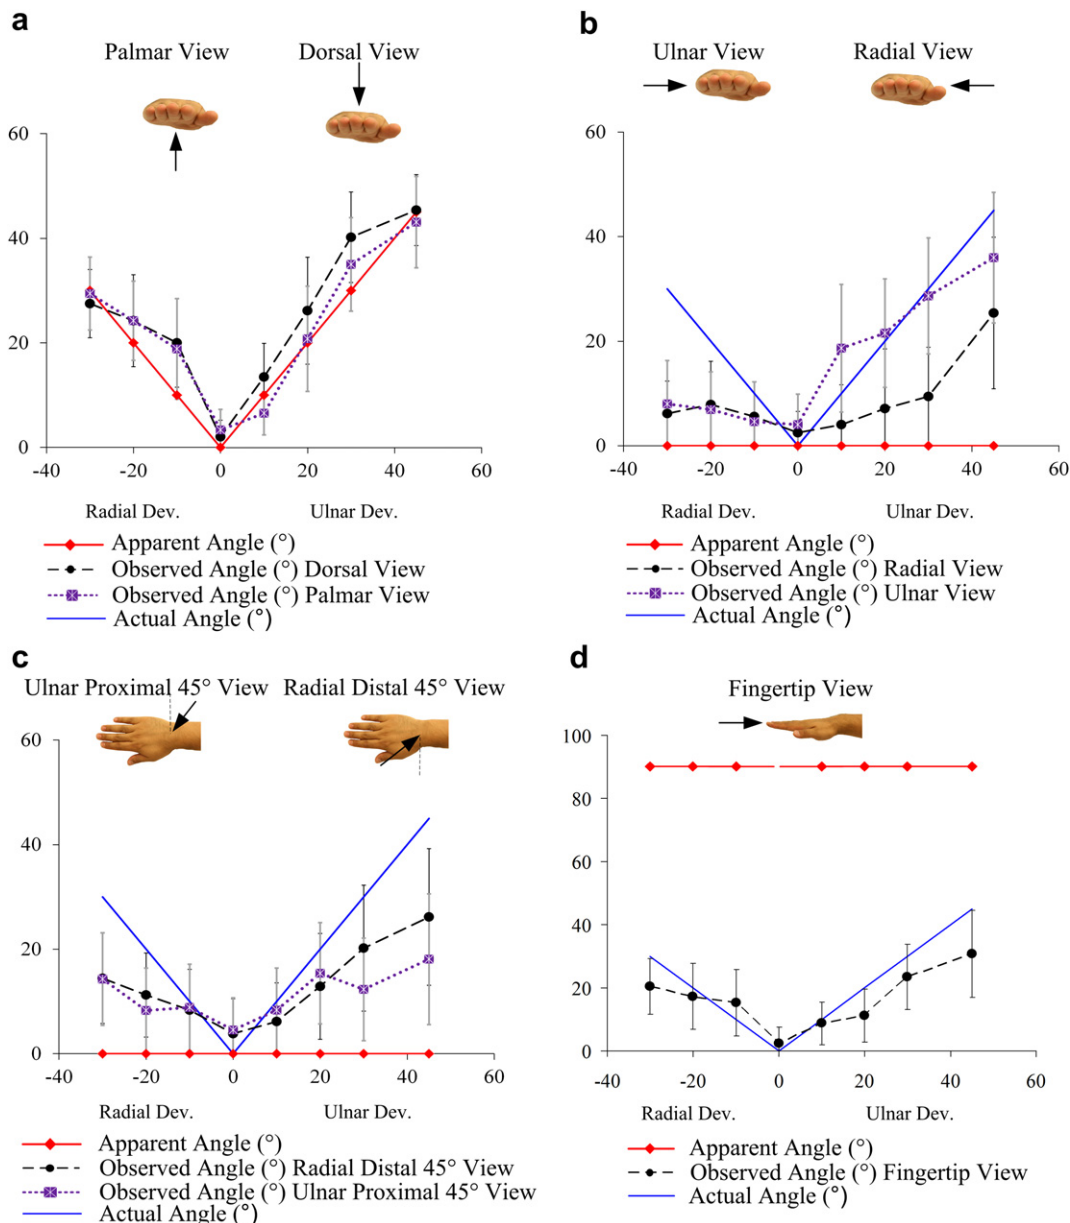 a
Palmar View
Dorsal View
60
40
20
0
-40
-20
0
20
40
60
Radial Dev.
Ulnar Dev.
Apparent Angle (°)
Observed Angle (°) Dorsal View
Observed Angle (°) Palmar View
Actual Angle (°)
b
Ulnar View
Radial View
60
40
20
0
-40
-20
0
20
40
60
Radial Dev.
Ulnar Dev.
Apparent Angle (°)
Observed Angle (°) Radial View
Observed Angle (°) Ulnar View
Actual Angle (°)
c
Ulnar Proximal 45° View
Radial Distal 45° View
60
40
20
0
-40
-20
0
20
40
60
Radial Dev.
Ulnar Dev.
Apparent Angle (°)
Observed Angle (°) Radial Distal 45° View
Observed Angle (°) Ulnar Proximal 45° View
Actual Angle (°)
d
Fingertip View
100
80
60
40
20
0
-40
-20
0
20
40
60
Radial Dev.
Ulnar Dev.
Apparent Angle (°)
Observed Angle (°) Fingertip View
Actual Angle (°)